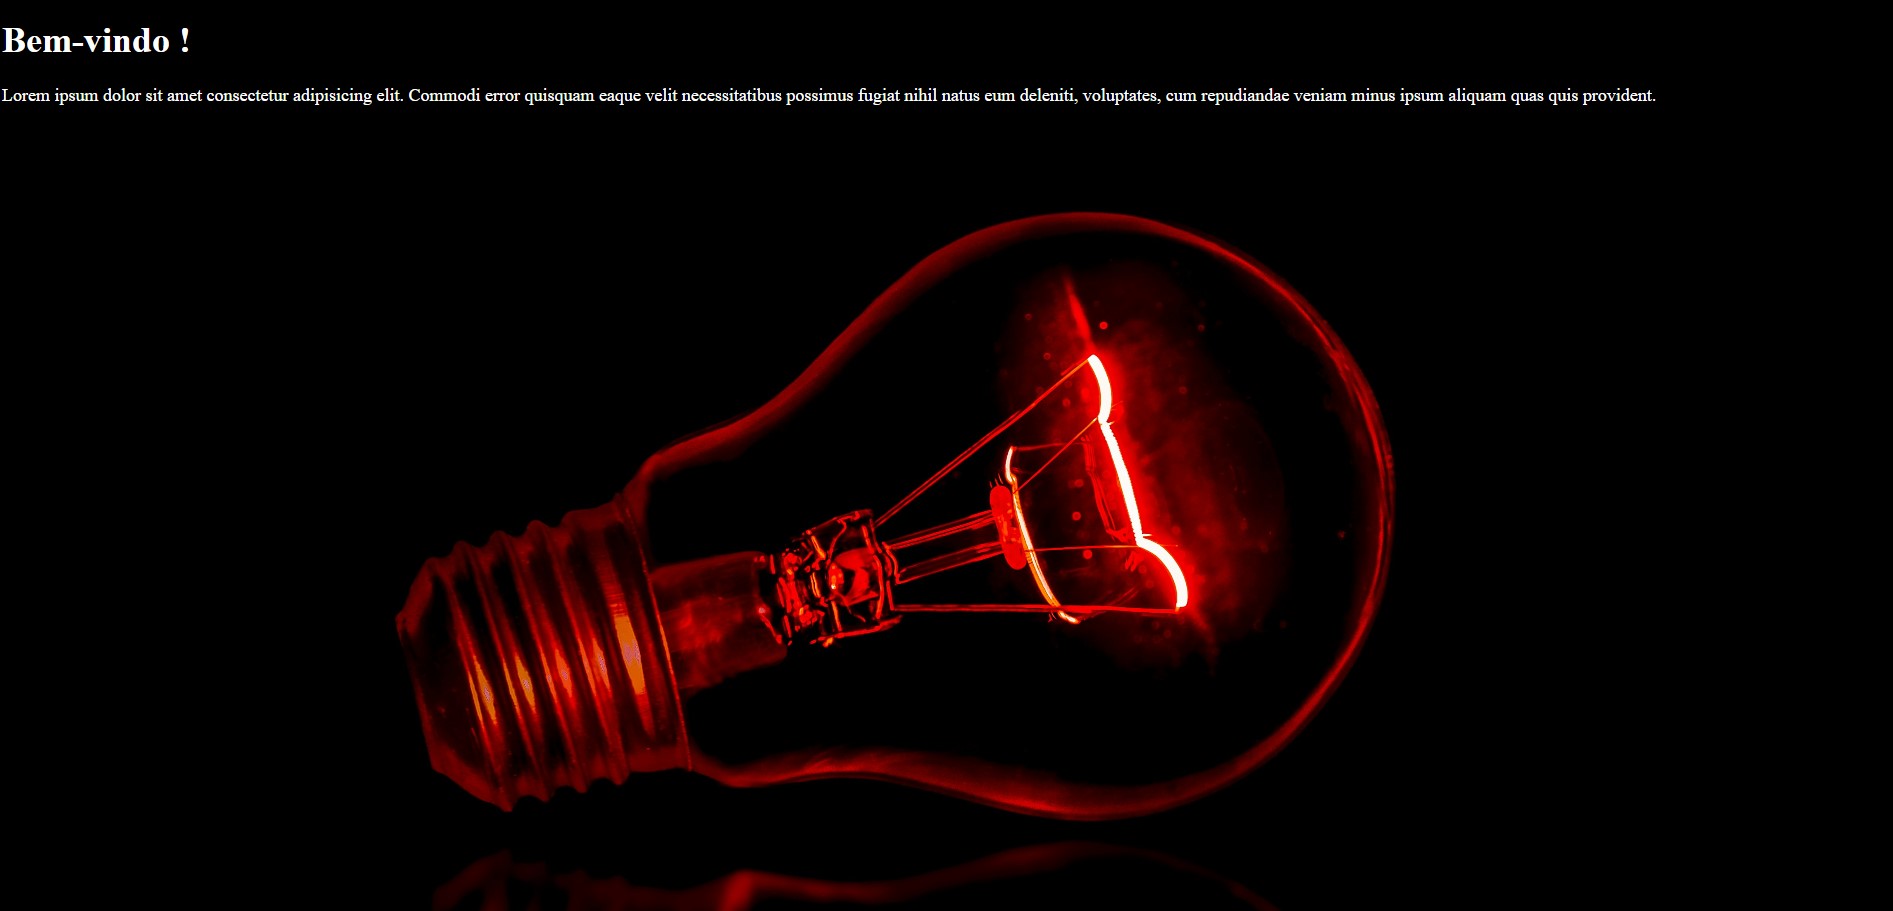 Bem-vindo !
Lorem ipsum dolor sit amet consectetur adipisicing elit. Commodi error quisquam eaque velit necessitatibus possimus fugiat nihil natus eum deleniti, voluptates, cum repudiandae veniam minus ipsum aliquam quas quis provident.